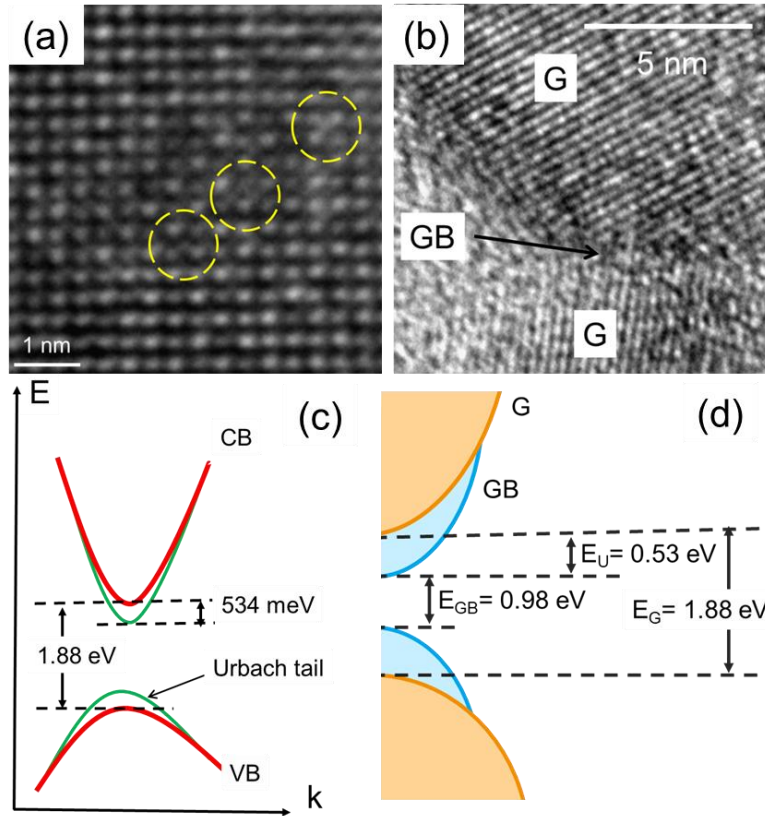 (a)
1 nm
(b)
5 nm
G
GB
G
(c)
E
CB
534 meV
1.88 eV
Urbach tail
VB
k
(d)
G
GB
E_U= 0.53 eV
E_GB= 0.98 eV
E_G= 1.88 eV